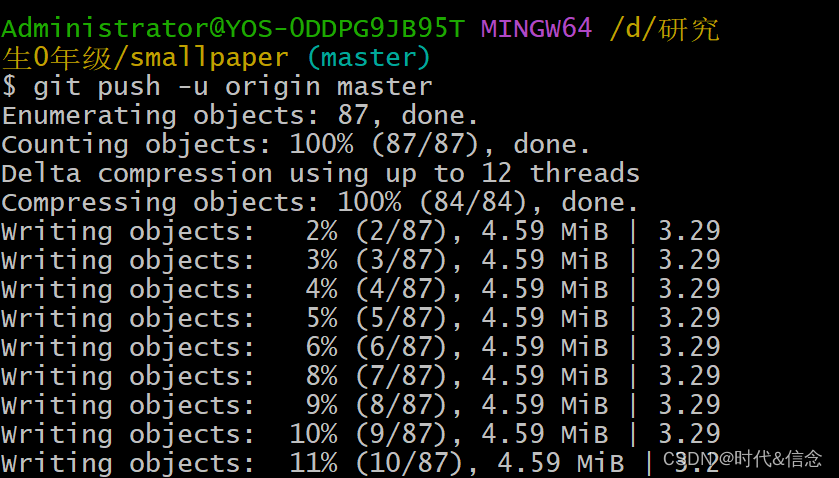 Administrator@YOS-ODDPG9JB95T MINGW64 /d/研究
生0年级/smallpaper (master)
$ git push -u origin master
Enumerating objects: 87, done.
Counting objects: 100% (87/87), done.
Delta compression using up to 12 threads
Compressing objects: 100% (84/84), done.
Writing objects:   2% (2/87), 4.59 MiB | 3.29
Writing objects:   3% (3/87), 4.59 MiB | 3.29
Writing objects:   4% (4/87), 4.59 MiB | 3.29
Writing objects:   5% (5/87), 4.59 MiB | 3.29
Writing objects:   6% (6/87), 4.59 MiB | 3.29
Writing objects:   8% (7/87), 4.59 MiB | 3.29
Writing objects:   9% (8/87), 4.59 MiB | 3.29
Writing objects:  10% (9/87), 4.59 MiB | 3.29
Writing objects:  11% (10/87), 4.59 MiB | 3.2
CSDN @时代&信念